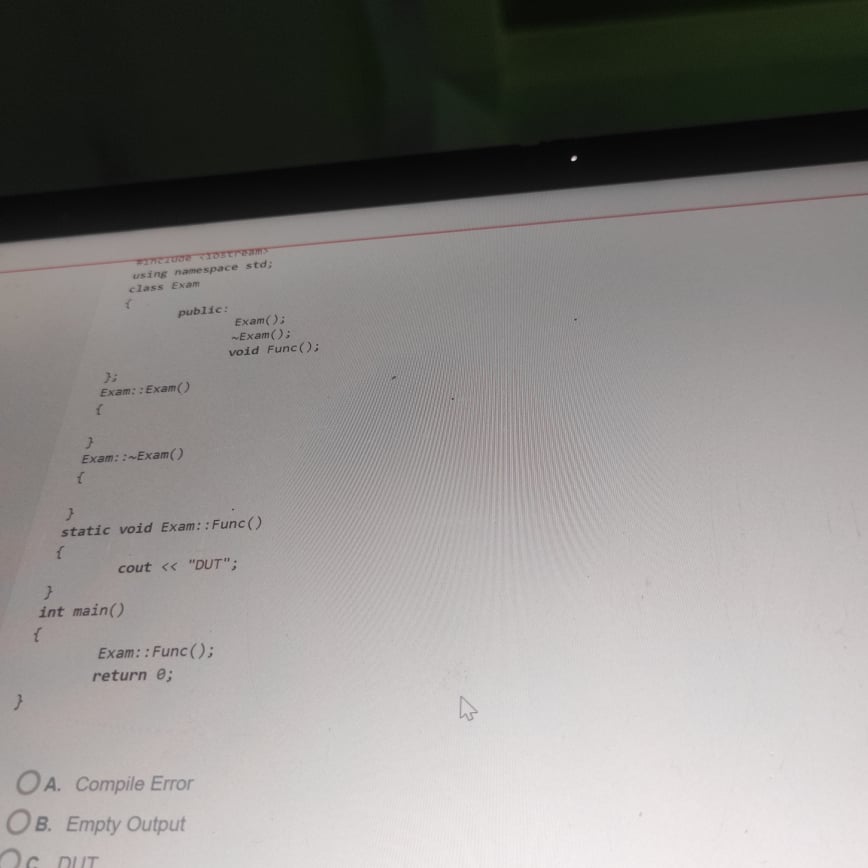 #include <iostream>
using namespace std;
class Exam
{
public:
Exam();
~Exam();
void Func();
};
Exam::Exam()
{
}
Exam::~Exam()
{
}
static void Exam::Func()
{
cout << "DUT";
}
int main()
{
Exam::Func();
return 0;
}
A. Compile Error
B. Empty Output
C. DUT